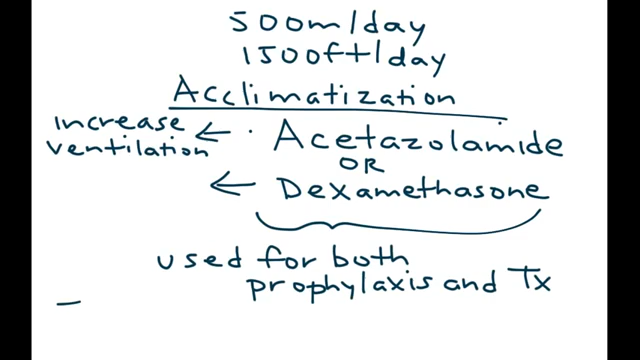 500m/day
1500ft/day
Acclimatization
increase ventilation ← · Acetazolamide
OR
← Dexamethasone
used for both
prophylaxis and Tx